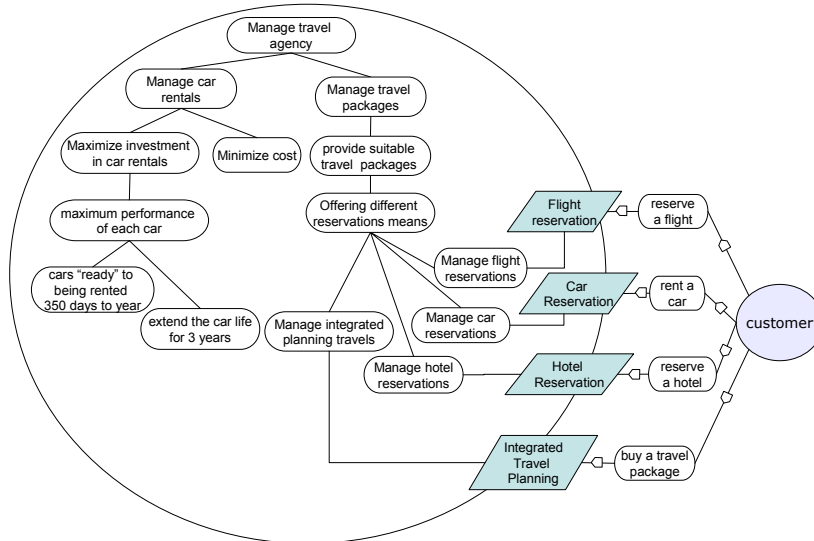 Manage travel
agency
Manage car
rentals
Manage travel
packages
Maximize investment
in car rentals
Minimize cost
provide suitable
travel packages
maximum performance
of each car
Offering different
reservations means
Flight
reservation
reserve
a flight
cars “ready” to
being rented
350 days to year
extend the car life
for 3 years
Manage flight
reservations
Car
Reservation
rent a
car
Manage integrated
planning travels
Manage car
reservations
customer
Manage hotel
reservations
Hotel
Reservation
reserve
a hotel
Integrated
Travel
Planning
buy a travel
package